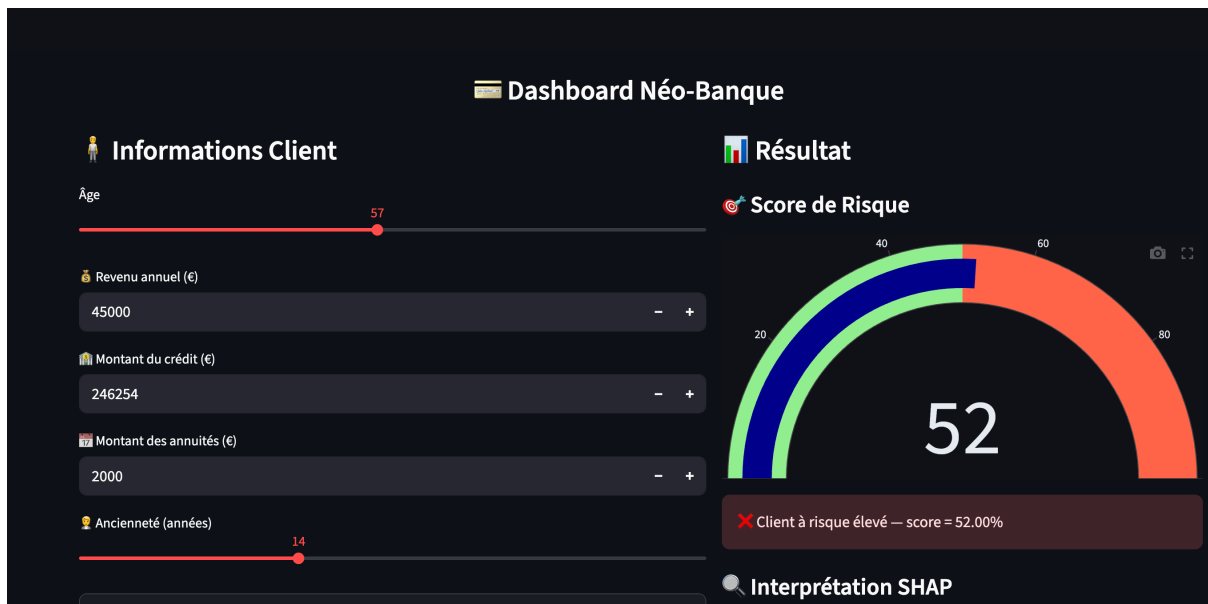 Dashboard Néo-Banque
Informations Client
Âge
57
💰 Revenu annuel (€)
45000
Montant du crédit (€)
246254
17 Montant des annuités (€)
2000
Ancienneté (années)
14
Résultat
Score de Risque
20
40
60
80
52
❌ Client à risque élevé — score = 52.00%
Interprétation SHAP